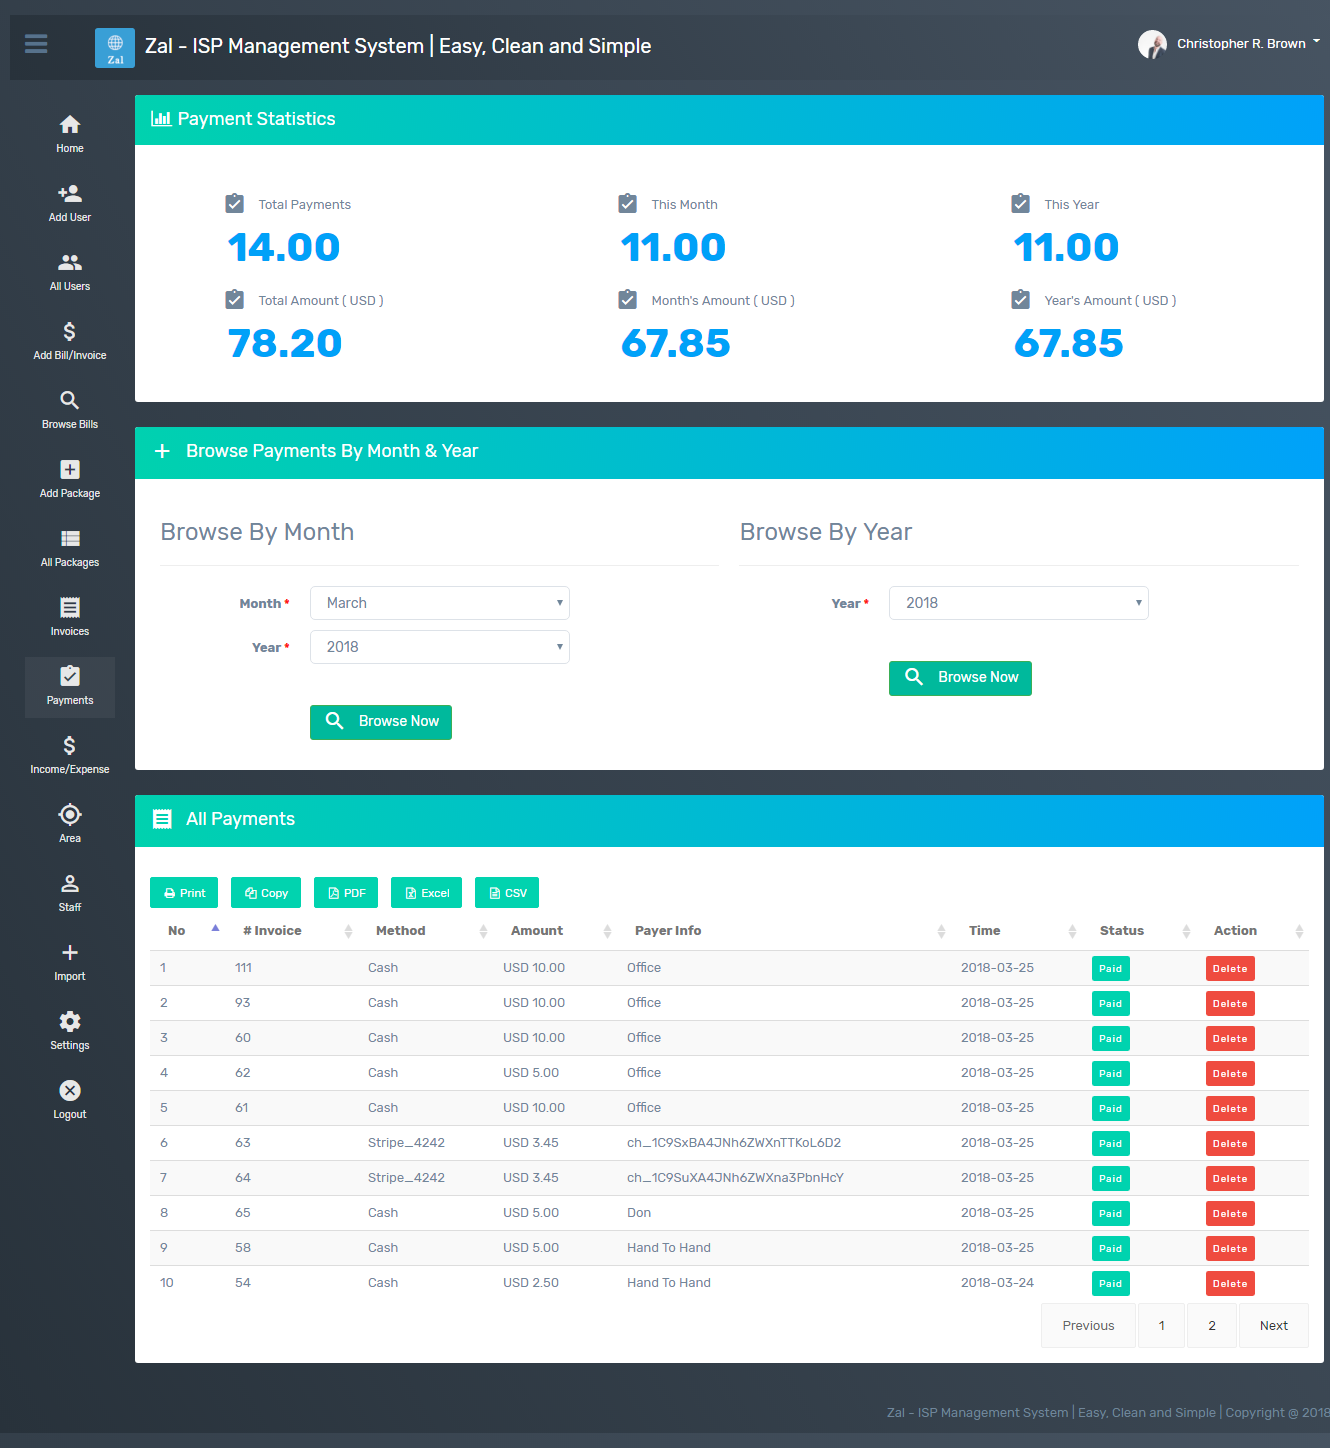 Zal
Zal - ISP Management System | Easy, Clean and Simple
Christopher R. Brown
Home
Add User
All Users
Add Bill/Invoice
Browse Bills
Add Package
All Packages
Invoices
Payments
Income/Expense
Area
Staff
Import
Settings
Logout
Payment Statistics
Total Payments This Month This Year
14.00 11.00 11.00
Total Amount ( USD ) Month's Amount ( USD ) Year's Amount ( USD )
78.20 67.85 67.85
Browse Payments By Month & Year
Browse By Month
Month * March
Year * 2018
Browse Now
Browse By Year
Year * 2018
Browse Now
All Payments
Print Copy PDF Excel CSV
No # Invoice Method Amount Payer Info Time Status Action
1 111 Cash USD 10.00 Office 2018-03-25 Paid Delete
2 93 Cash USD 10.00 Office 2018-03-25 Paid Delete
3 60 Cash USD 10.00 Office 2018-03-25 Paid Delete
4 62 Cash USD 5.00 Office 2018-03-25 Paid Delete
5 61 Cash USD 10.00 Office 2018-03-25 Paid Delete
6 63 Stripe_4242 USD 3.45 ch_1C9SxBA4JNh6ZWXnTTKoL6D2 2018-03-25 Paid Delete
7 64 Stripe_4242 USD 3.45 ch_1C9SuXA4JNh6ZWXna3PbnHcY 2018-03-25 Paid Delete
8 65 Cash USD 5.00 Don 2018-03-25 Paid Delete
9 58 Cash USD 5.00 Hand To Hand 2018-03-25 Paid Delete
10 54 Cash USD 2.50 Hand To Hand 2018-03-24 Paid Delete
Previous 1 2 Next
Zal - ISP Management System | Easy, Clean and Simple | Copyright @ 2018